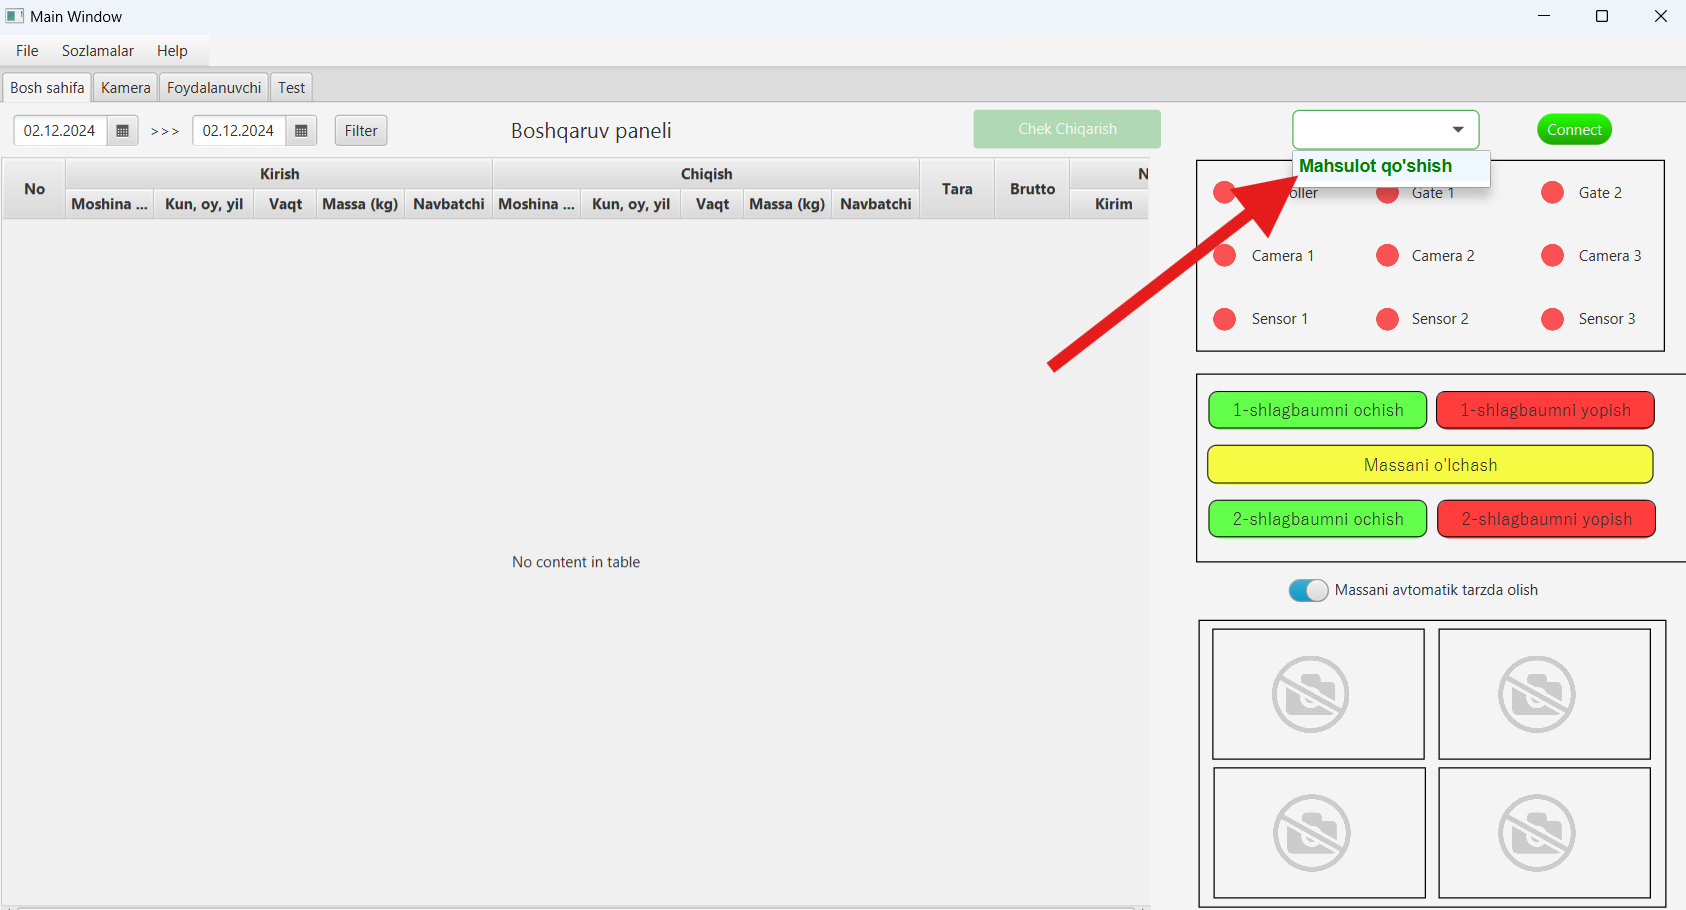 Main Window
File Sozlamalar Help
Bosh sahifa Kamera Foydalanuvchi Test
02.12.2024 >>> 02.12.2024 Filter Boshqaruv paneli Chek Chiqarish Connect
Mahsulot qo'shish
No Kirish Chiqish Tara Brutto N
Moshina ... Kun, oy, yil Vaqt Massa (kg) Navbatchi Moshina ... Kun, oy, yil Vaqt Massa (kg) Navbatchi Kirim
oller Gate 1 Gate 2
Camera 1 Camera 2 Camera 3
Sensor 1 Sensor 2 Sensor 3
1-shlagbaumni ochish 1-shlagbaumni yopish
Massani o'lchash
2-shlagbaumni ochish 2-shlagbaumni yopish
No content in table
Massani avtomatik tarzda olish